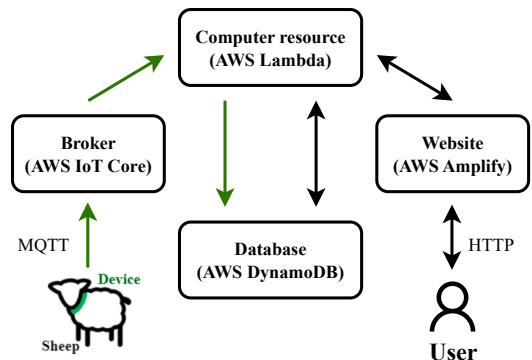 Computer resource
(AWS Lambda)
Broker
(AWS IoT Core)
Website
(AWS Amplify)
MQTT
HTTP
Database
(AWS DynamoDB)
Device
Sheep
User